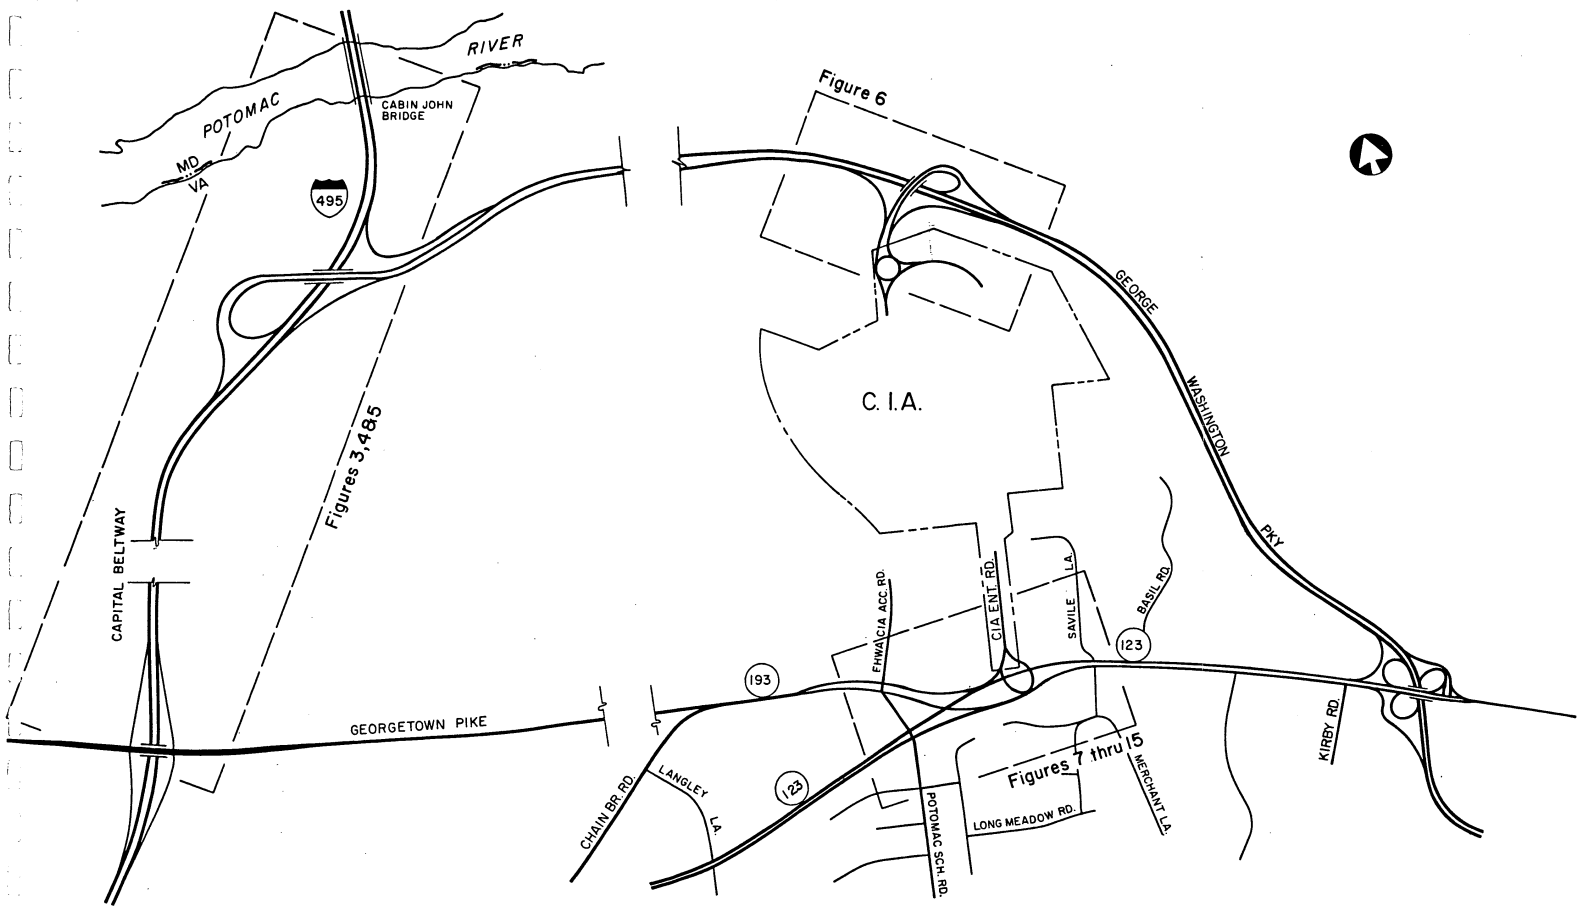 POTOMAC RIVER
CABIN JOHN
BRIDGE
MD
VA
495
Figure 6
GEORGE WASHINGTON PKY
C. I. A.
Figures 3, 4 & 5
CAPITAL BELTWAY
FHWA CIA ACC. RD.
CIA ENT. RD.
SAVILE LA.
BASIL RD.
123
193
GEORGETOWN PIKE
KIRBY RD.
Figures 7 thru 15
MERCHANT LA.
CHAIN BR. RD.
LANGLEY LA.
123
POTOMAC SCH. RD.
LONG MEADOW RD.